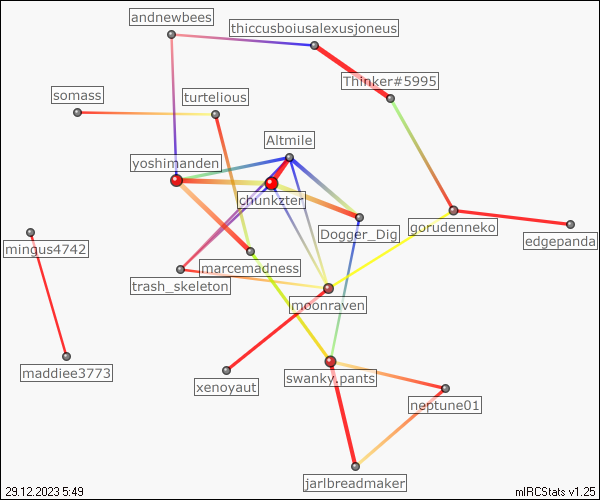 andnewbees
thiccusboiusalexusjoneus
Thinker#5995
somass
turtelious
Altmile
yoshimanden
chunkzter
gorudenneko
Dogger_Dig
edgepanda
mingus4742
marcemadness
trash_skeleton
moonraven
maddiee3773
swanky.pants
xenoyaut
neptune01
jarlbreadmaker
29.12.2023 5:49
mIRCStats v1.25